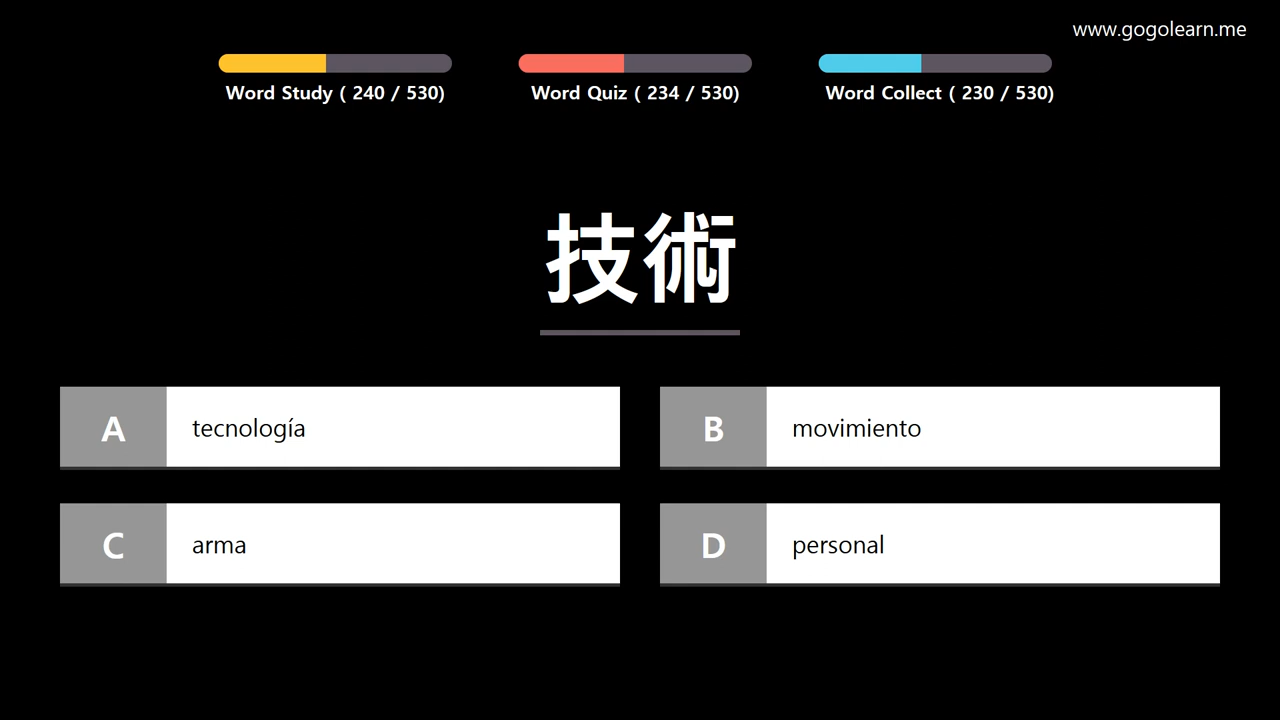 www.gogolearn.me
Word Study ( 240 / 530)
Word Quiz ( 234 / 530)
Word Collect ( 230 / 530)
技術
A tecnología
B movimiento
C arma
D personal